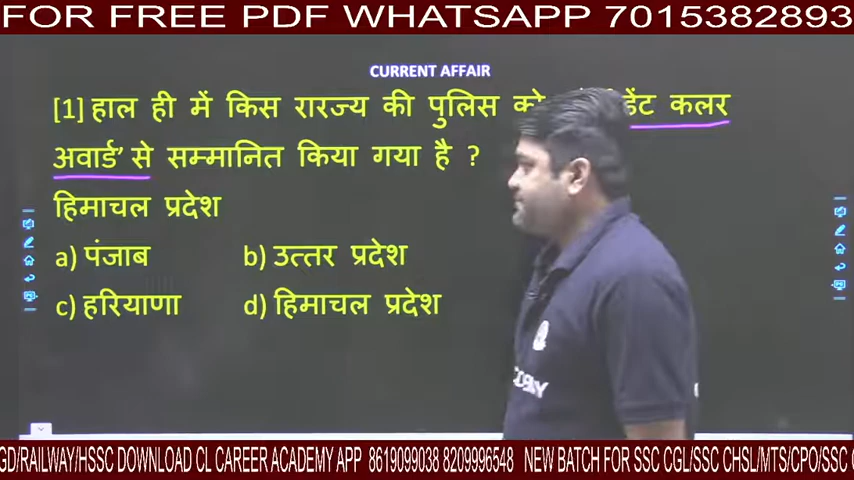 FOR FREE PDF WHATSAPP 7015382893
CURRENT AFFAIR
[1] हाल ही में किस रारज्य की पुलिस को डेंट कलर
अवार्ड’ से सम्मानित किया गया है ?
हिमाचल प्रदेश
a) पंजाब b) उत्तर प्रदेश
c) हरियाणा d) हिमाचल प्रदेश
GD/RAILWAY/HSSC DOWNLOAD CL CAREER ACADEMY APP 8619099038 8209996548 NEW BATCH FOR SSC CGL/SSC CHSL/MTS/CPO/SSC